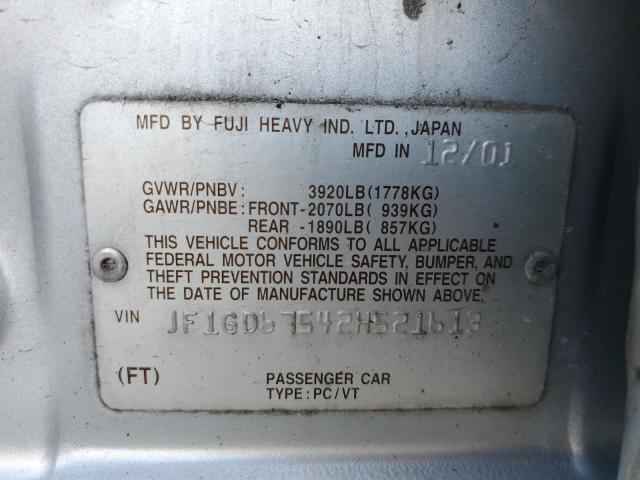 MFD BY FUJI HEAVY IND. LTD. ,JAPAN
MFD IN 12/01
GVWR/PNBV: 3920LB(1778KG)
GAWR/PNBE: FRONT-2070LB( 939KG)
REAR -1890LB( 857KG)
THIS VEHICLE CONFORMS TO ALL APPLICABLE
FEDERAL MOTOR VEHICLE SAFETY, BUMPER, AND
THEFT PREVENTION STANDARDS IN EFFECT ON
THE DATE OF MANUFACTURE SHOWN ABOVE.
VIN JF1GD67542H521613
(FT) PASSENGER CAR
TYPE:PC/VT